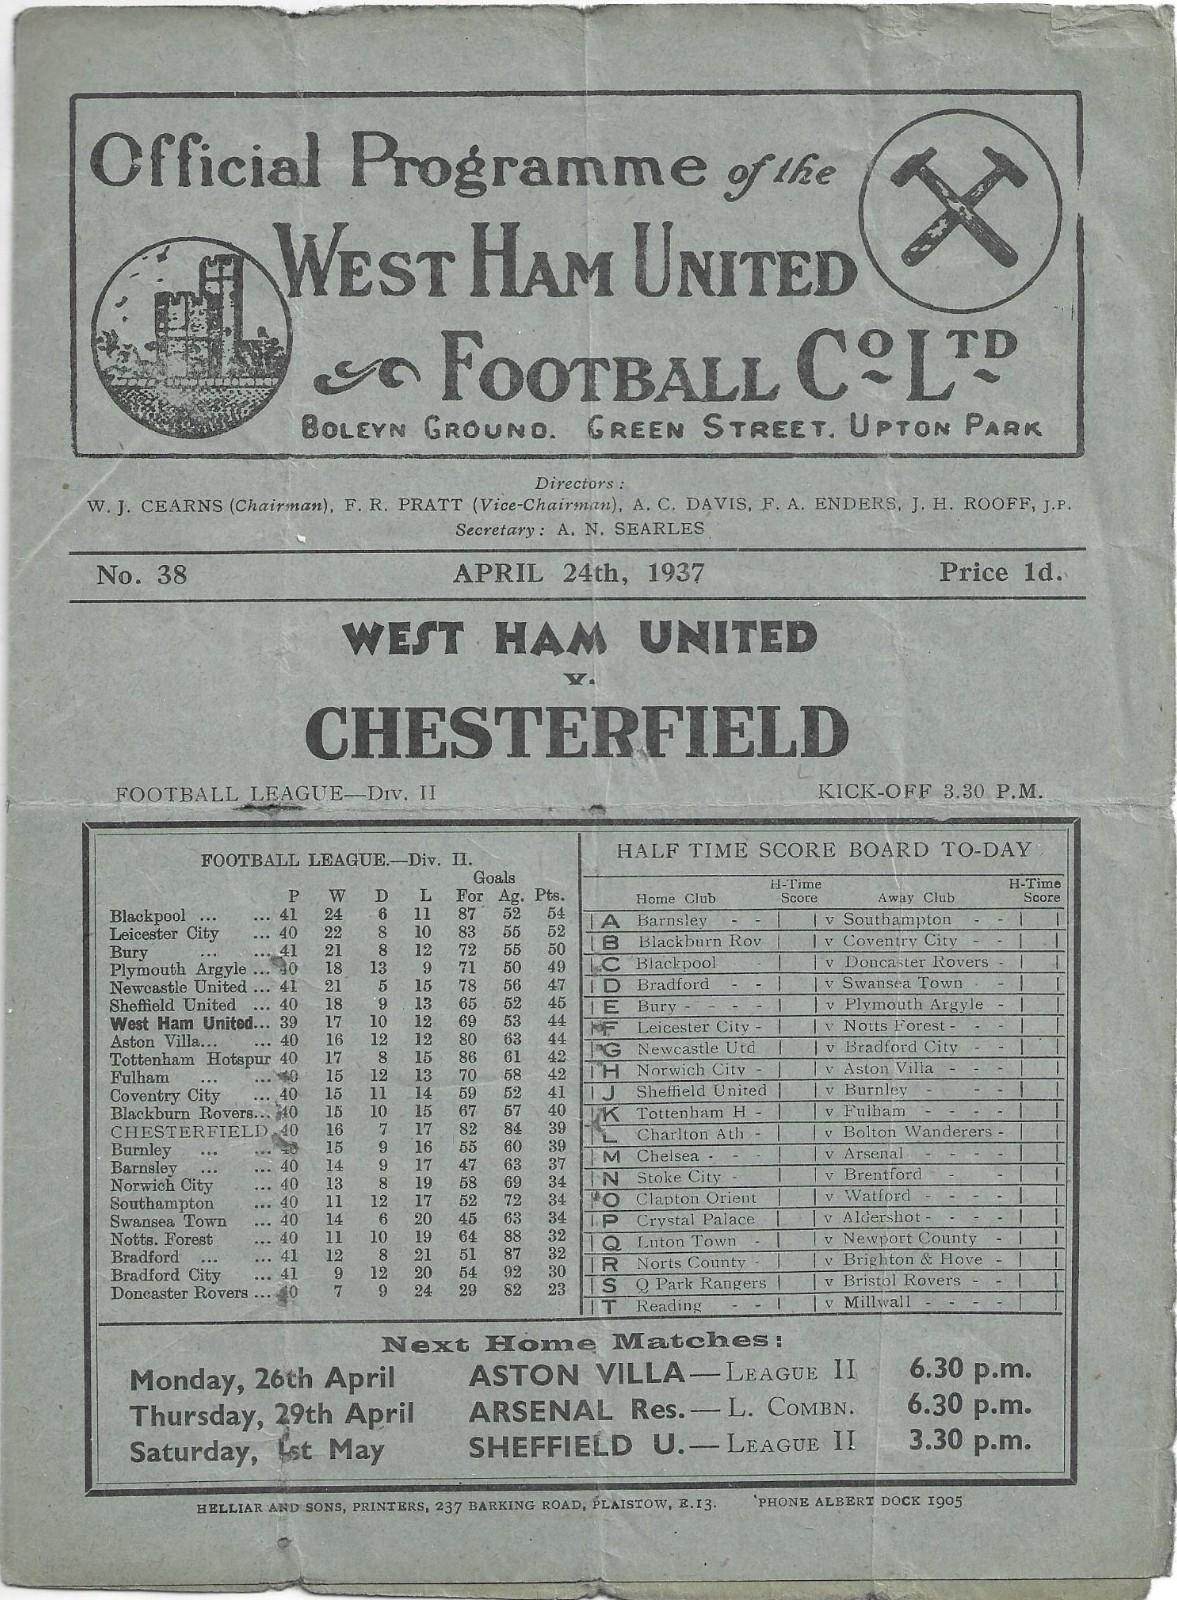 Official Programme of the
WEST HAM UNITED
FOOTBALL Co LTD
BOLEYN GROUND. GREEN STREET. UPTON PARK
Directors:
W. J. CEARNS (Chairman), F. R. PRATT (Vice-Chairman), A. C. DAVIS, F. A. ENDERS, J. H. ROOFF, J.P.
Secretary: A. N. SEARLES
No. 38 APRIL 24th, 1937 Price 1d.
WEST HAM UNITED
v.
CHESTERFIELD
FOOTBALL LEAGUE—Div. II KICK-OFF 3.30 P.M.
FOOTBALL LEAGUE.—Div. II.
Goals
P W D L For Ag. Pts.
Blackpool ... ... 41 24 6 11 87 52 54
Leicester City ... 40 22 8 10 83 55 52
Bury ... ... 41 21 8 12 72 55 50
Plymouth Argyle ... 40 18 13 9 71 50 49
Newcastle United ... 41 21 5 15 78 56 47
Sheffield United ... 40 18 9 13 65 52 45
West Ham United... 39 17 10 12 69 53 44
Aston Villa... ... 40 16 12 12 80 63 44
Tottenham Hotspur 40 17 8 15 86 61 42
Fulham ... ... 40 15 12 13 70 58 42
Coventry City ... 40 15 11 14 59 52 41
Blackburn Rovers... 40 15 10 15 67 57 40
CHESTERFIELD 40 16 7 17 82 84 39
Burnley ... ... 40 15 9 16 55 60 39
Barnsley ... ... 40 14 9 17 47 63 37
Norwich City ... 40 13 8 19 58 69 34
Southampton ... 40 11 12 17 52 72 34
Swansea Town ... 40 14 6 20 45 63 34
Notts. Forest ... 40 11 10 19 64 88 32
Bradford ... ... 41 12 8 21 51 87 32
Bradford City ... 41 9 12 20 54 92 30
Doncaster Rovers ... 40 7 9 24 29 82 23
HALF TIME SCORE BOARD TO-DAY
Home Club H-Time Score Away Club H-Time Score
A Barnsley - - v Southampton - -
B Blackburn Rov v Coventry City - -
C Blackpool - v Doncaster Rovers -
D Bradford - - v Swansea Town -
E Bury - - - - v Plymouth Argyle -
F Leicester City - v Notts Forest - - -
G Newcastle Utd v Bradford City - -
H Norwich City - v Aston Villa - - -
J Sheffield United v Burnley - - - -
K Tottenham H - v Fulham - - - -
L Charlton Ath - v Bolton Wanderers -
M Chelsea - - - v Arsenal - - - -
N Stoke City - - v Brentford - - -
O Clapton Orient v Watford - - - -
P Crystal Palace v Aldershot - - - -
Q Luton Town - v Newport County -
R Norts County - v Brighton & Hove -
S Q Park Rangers v Bristol Rovers - -
T Reading - - v Millwall - - - -
Next Home Matches:
Monday, 26th April ASTON VILLA—LEAGUE II 6.30 p.m.
Thursday, 29th April ARSENAL Res.—L. COMBN. 6.30 p.m.
Saturday, 1st May SHEFFIELD U.—LEAGUE II 3.30 p.m.
HELLIAR AND SONS, PRINTERS, 237 BARKING ROAD, PLAISTOW, E.13. 'PHONE ALBERT DOCK 1905